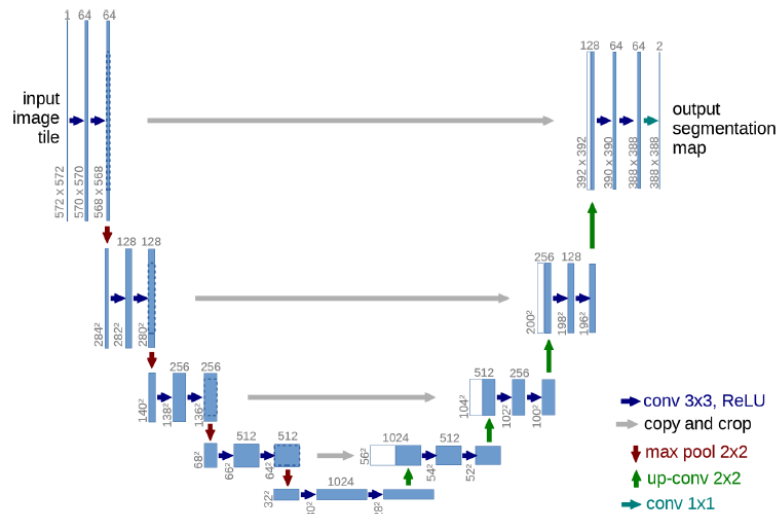 1 64 64
128 64 64 2
input
image
tile
output
segmentation
map
572 x 572
570 x 570
568 x 568
392 x 392
390 x 390
388 x 388
388 x 388
128 128
256 128
284²
282²
280²
200²
198²
196²
256 256
512 256
140²
138²
136²
104²
102²
100²
512 512
1024 512
68²
66²
64²
56²
54²
52²
1024
32²
conv 3x3, ReLU
copy and crop
max pool 2x2
up-conv 2x2
conv 1x1